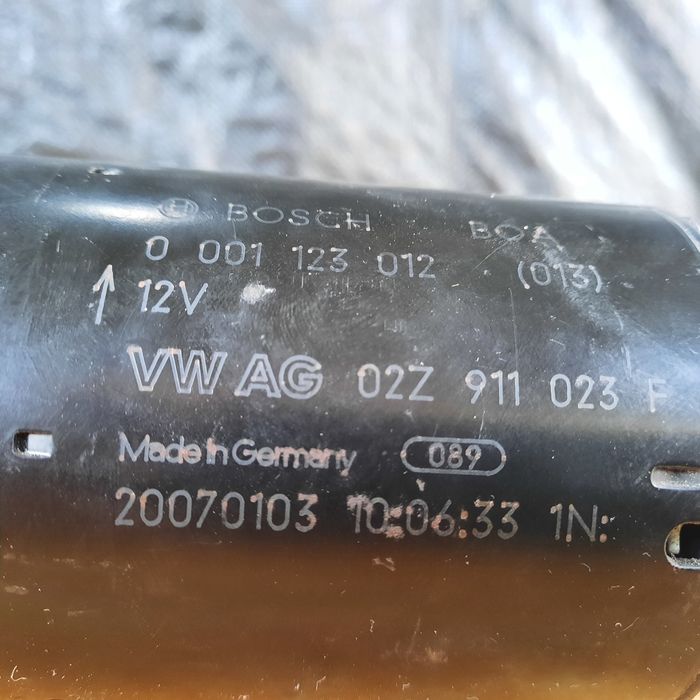 BOSCH
0 001 123 012 (013)
↑ 12V
VW AG 02Z 911 023 F
Made in Germany 089
20070103 10:06:33 1N: